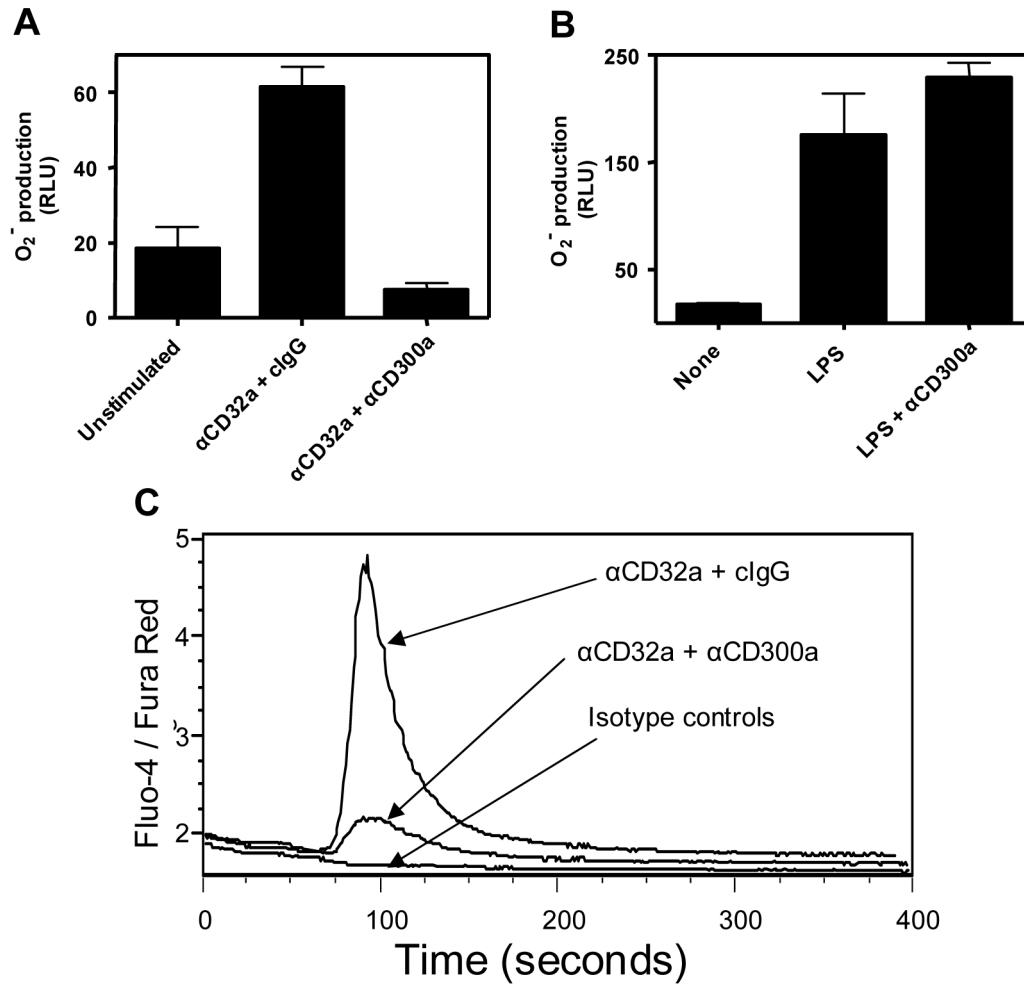 A
O2- production
(RLU)
60
40
20
0
Unstimulated
αCD32a + cIgG
αCD32a + αCD300a
B
O2- production
(RLU)
250
150
50
None
LPS
LPS + αCD300a
C
Fluo-4 / Fura Red
5
4
3
2
αCD32a + cIgG
αCD32a + αCD300a
Isotype controls
0
100
200
300
400
Time (seconds)